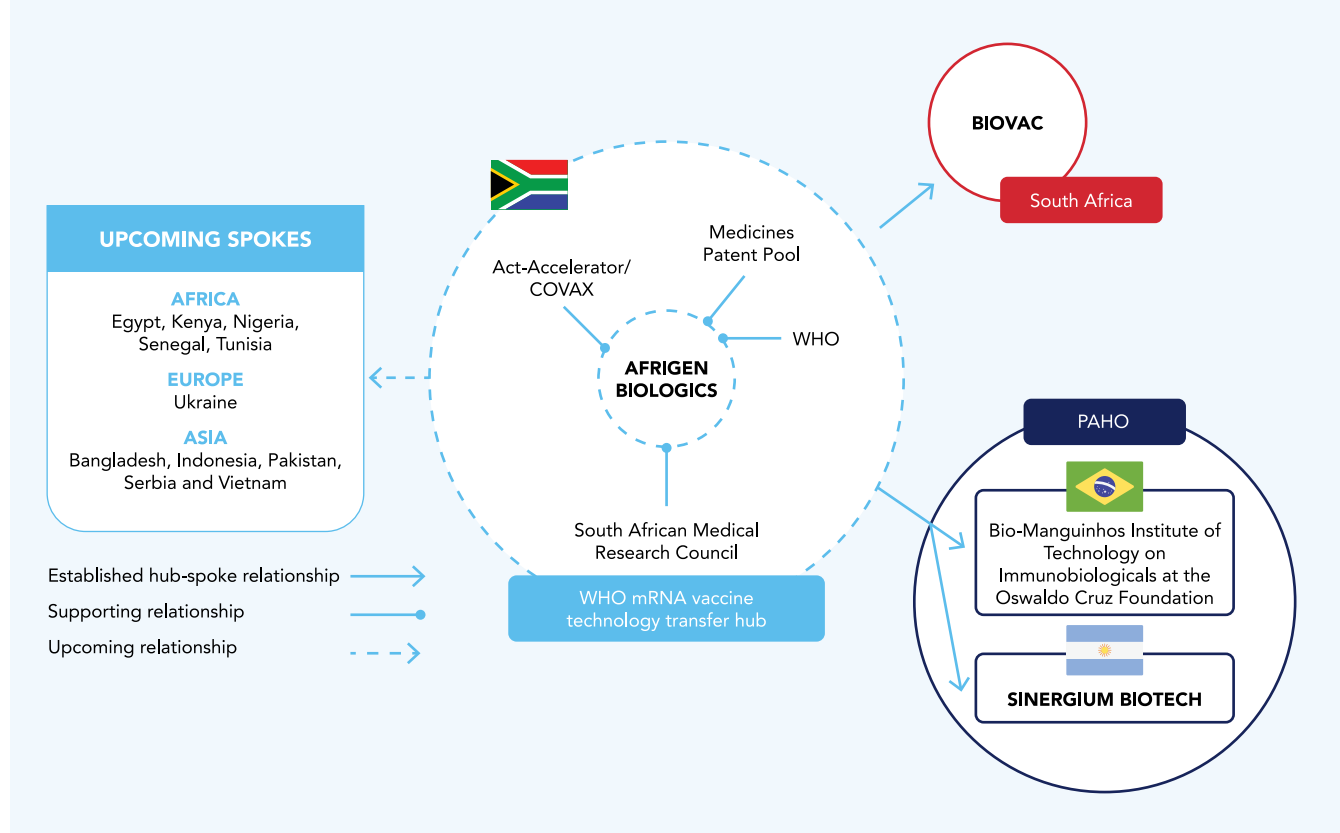 BIOVAC
South Africa
UPCOMING SPOKES
AFRICA
Egypt, Kenya, Nigeria,
Senegal, Tunisia
EUROPE
Ukraine
ASIA
Bangladesh, Indonesia, Pakistan,
Serbia and Vietnam
Medicines
Patent Pool
Act-Accelerator/
COVAX
WHO
AFRIGEN
BIOLOGICS
South African Medical
Research Council
WHO mRNA vaccine
technology transfer hub
PAHO
Bio-Manguinhos Institute of
Technology on
Immunobiologicals at the
Oswaldo Cruz Foundation
SINERGIUM BIOTECH
Established hub-spoke relationship
Supporting relationship
Upcoming relationship